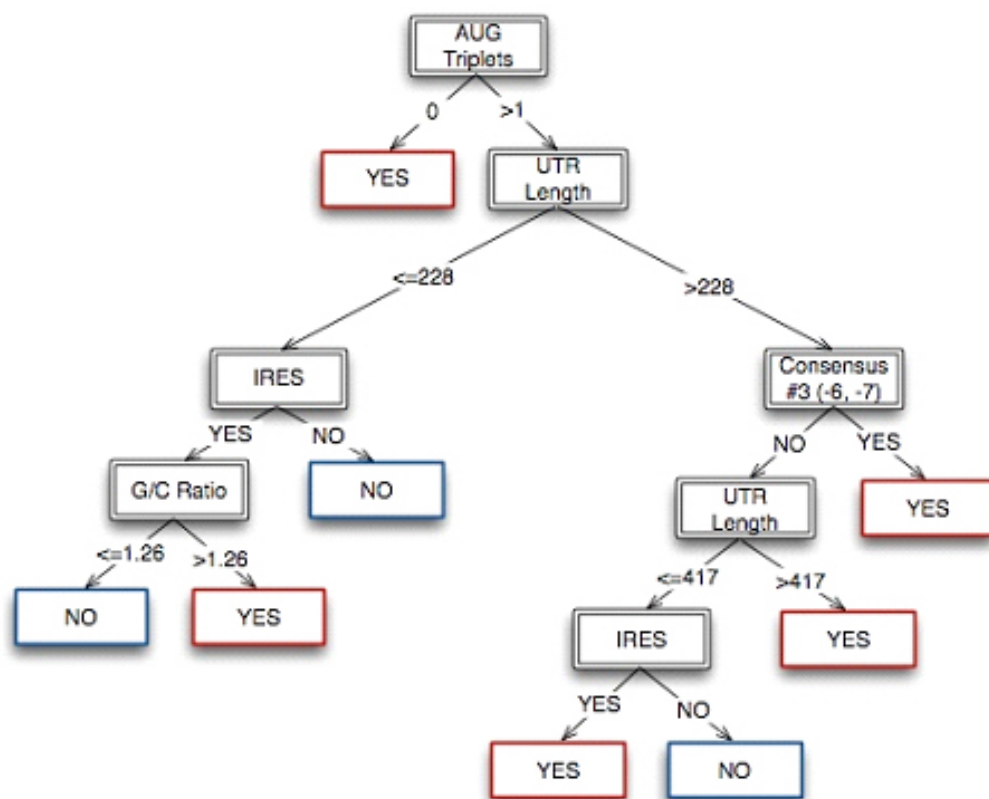 AUG
Triplets
0
>1
YES
UTR
Length
<=228
>228
IRES
Consensus
#3 (-6, -7)
YES
NO
NO
YES
G/C Ratio
NO
UTR
Length
YES
<=1.26
>1.26
<=417
>417
NO
YES
IRES
YES
YES
NO
YES
NO